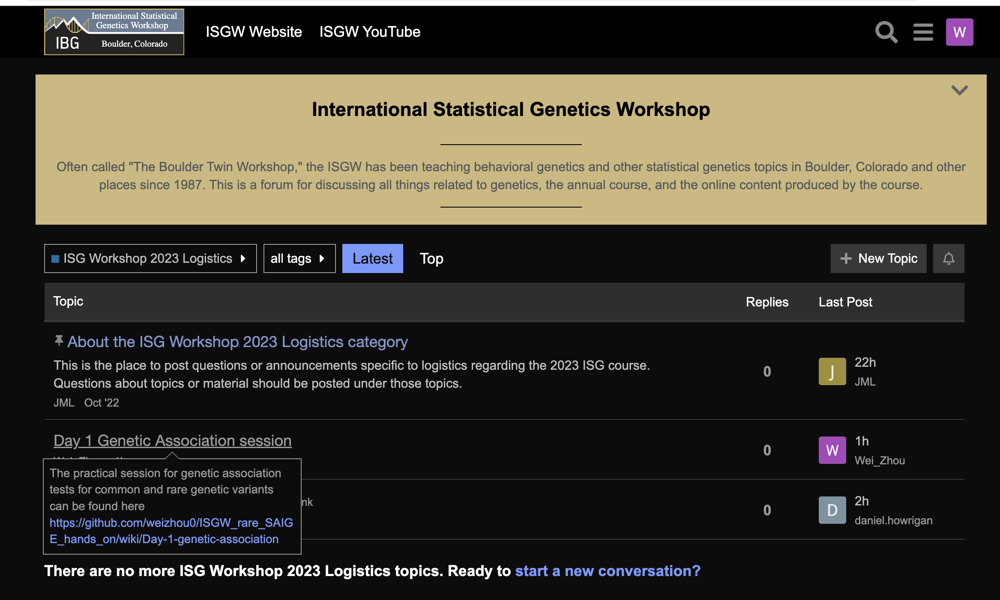 International Statistical
Genetics Workshop
IBG
Boulder, Colorado
ISGW Website
ISGW YouTube
W
International Statistical Genetics Workshop
Often called "The Boulder Twin Workshop," the ISGW has been teaching behavioral genetics and other statistical genetics topics in Boulder, Colorado and other
places since 1987. This is a forum for discussing all things related to genetics, the annual course, and the online content produced by the course.
ISG Workshop 2023 Logistics
all tags
Latest
Top
New Topic
Topic
Replies
Last Post
About the ISG Workshop 2023 Logistics category
This is the place to post questions or announcements specific to logistics regarding the 2023 ISG course.
Questions about topics or material should be posted under those topics.
JML Oct '22
0
J
22h
JML
Day 1 Genetic Association session
0
W
1h
Wei_Zhou
The practical session for genetic association
tests for common and rare genetic variants
can be found here
https://github.com/weizhou0/ISGW_rare_SAIG
E_hands_on/wiki/Day-1-genetic-association
nk
0
D
2h
daniel.howrigan
There are no more ISG Workshop 2023 Logistics topics. Ready to start a new conversation?